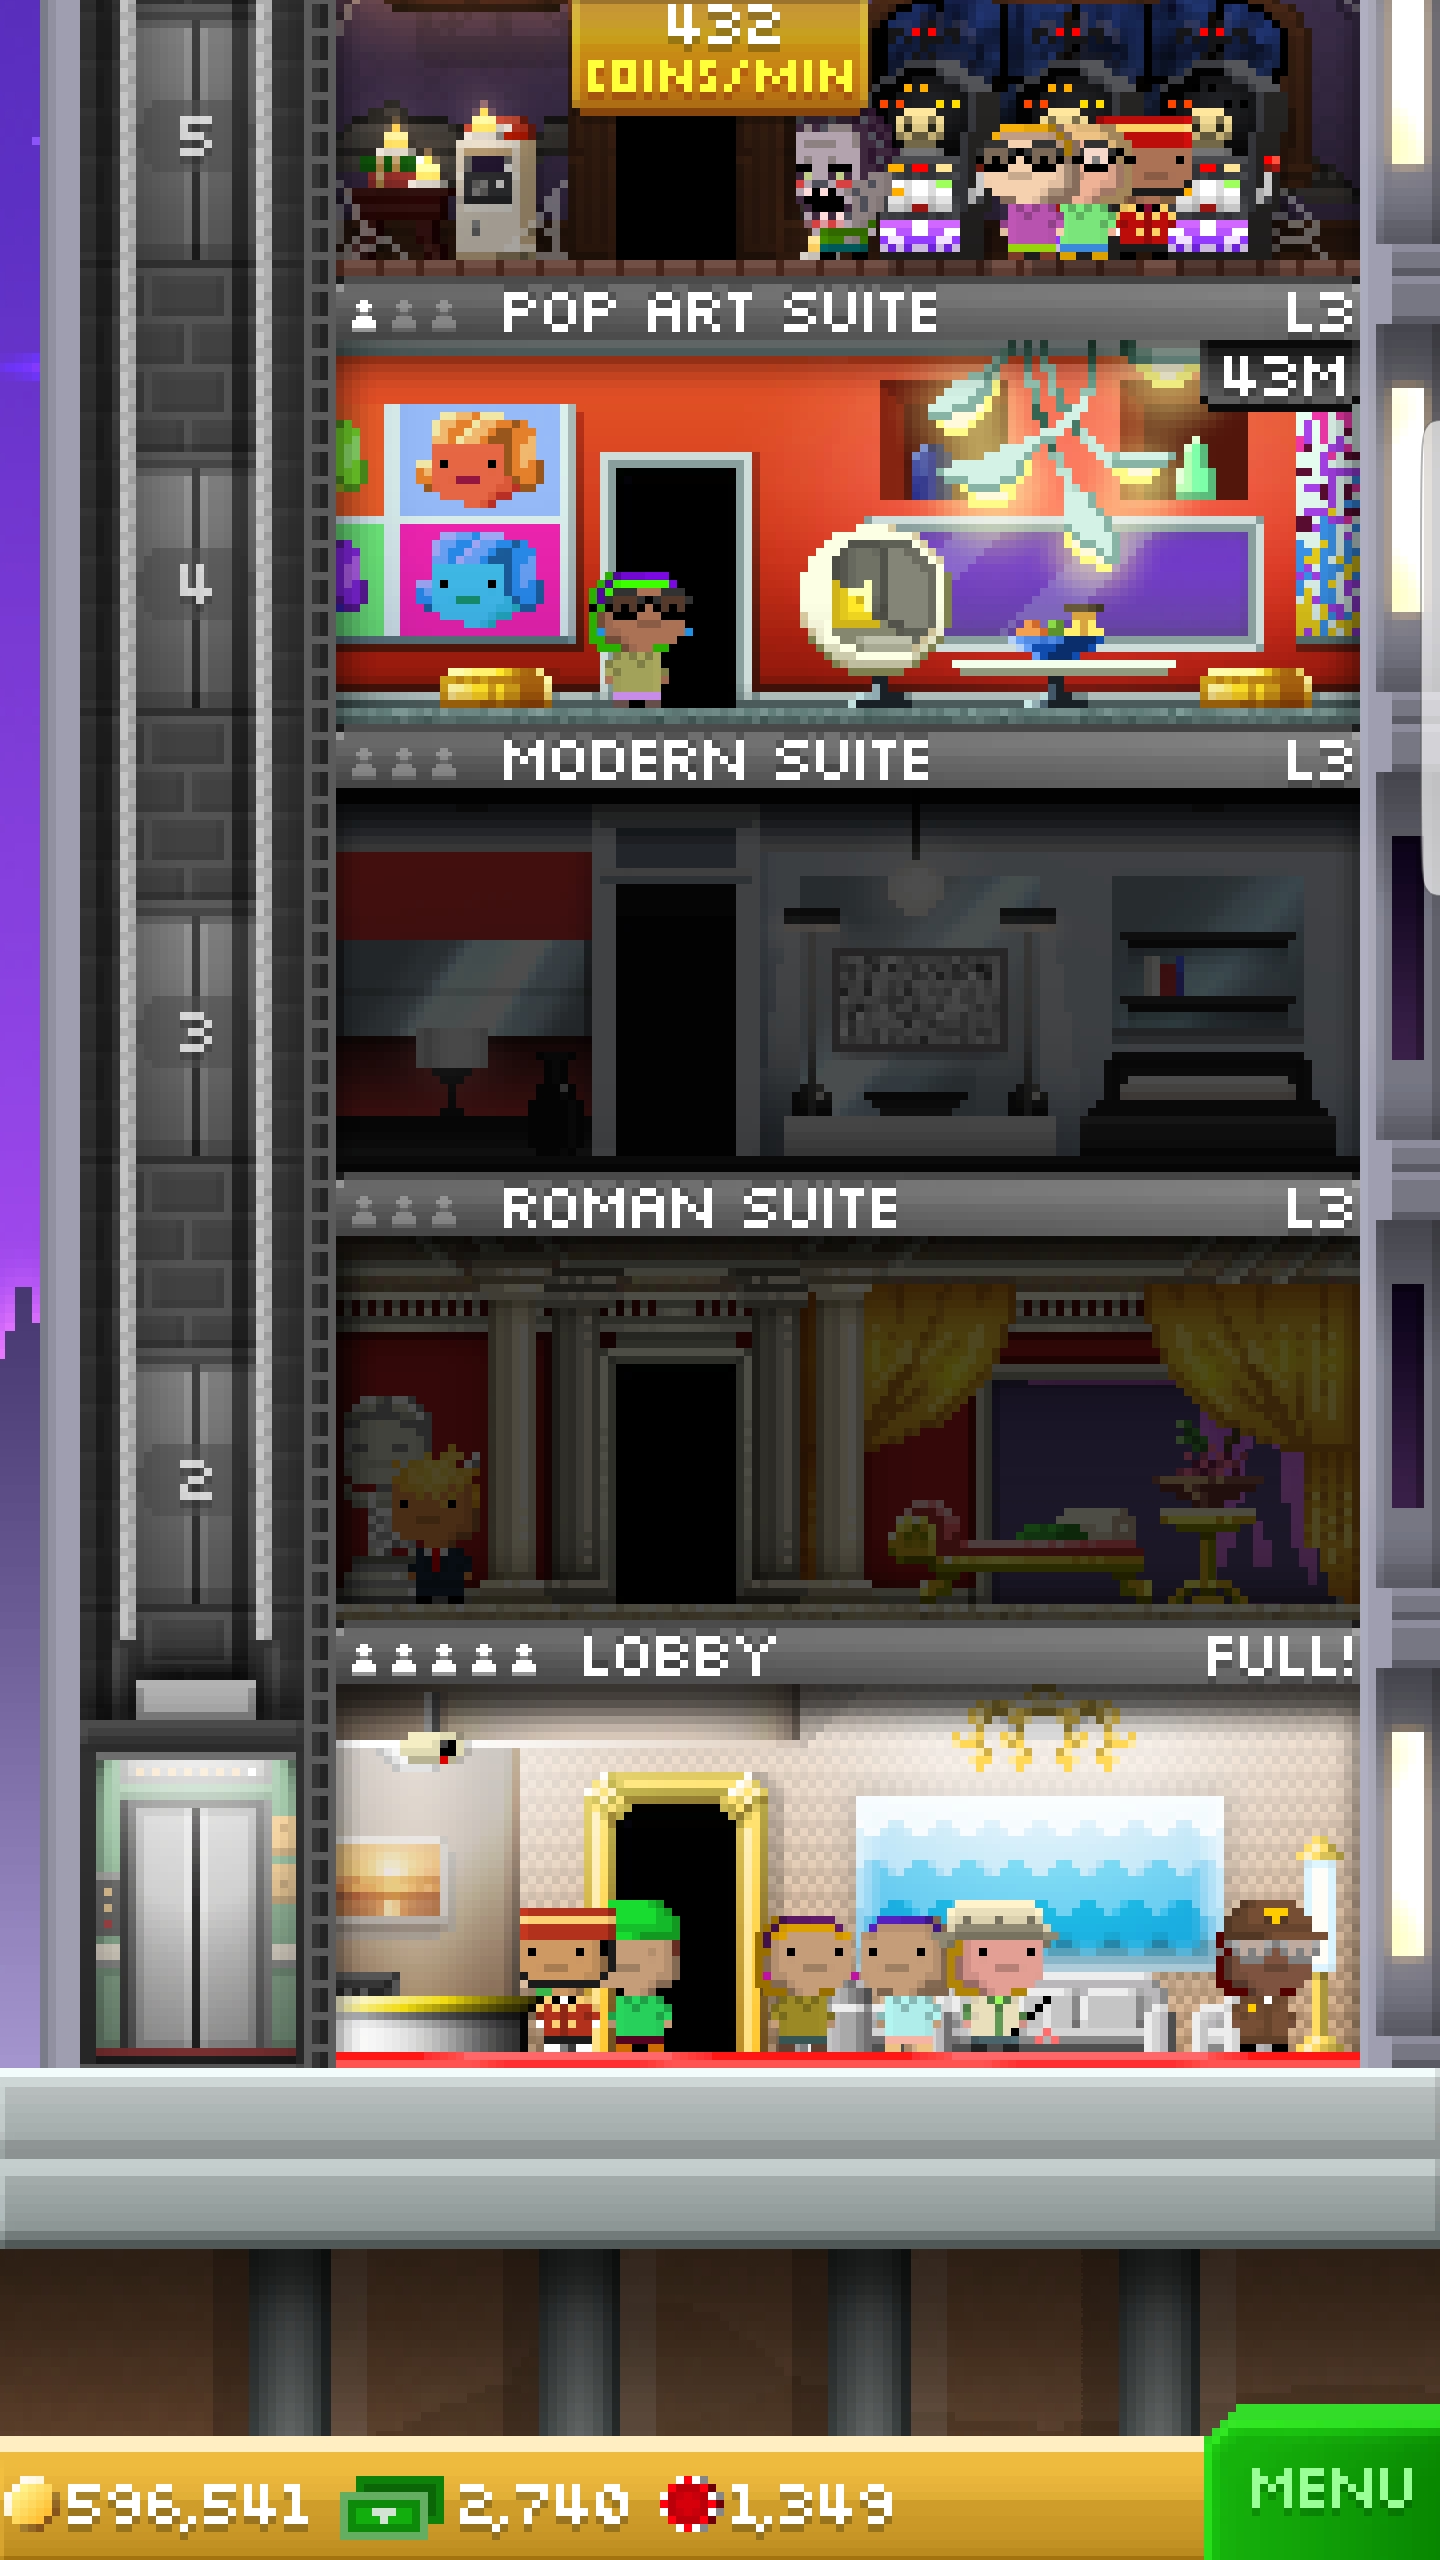 432
COINS/MIN
5
POP ART SUITE L3
43M
4
MODERN SUITE L3
3
ROMAN SUITE L3
2
LOBBY FULL!
596,541 2,740 1,349
MENU